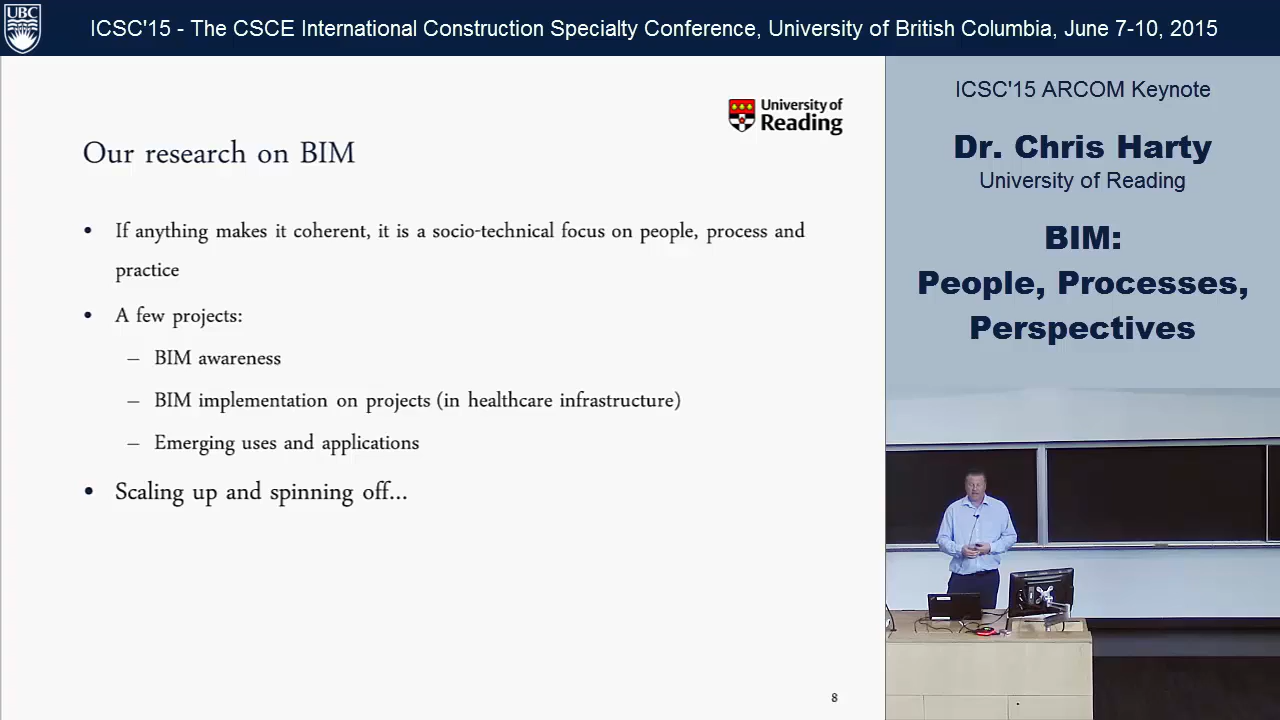 UBC
ICSC'15 - The CSCE International Construction Specialty Conference, University of British Columbia, June 7-10, 2015
University of
Reading
Our research on BIM
• If anything makes it coherent, it is a socio-technical focus on people, process and
practice
• A few projects:
– BIM awareness
– BIM implementation on projects (in healthcare infrastructure)
– Emerging uses and applications
• Scaling up and spinning off...
8
ICSC'15 ARCOM Keynote
Dr. Chris Harty
University of Reading
BIM:
People, Processes,
Perspectives